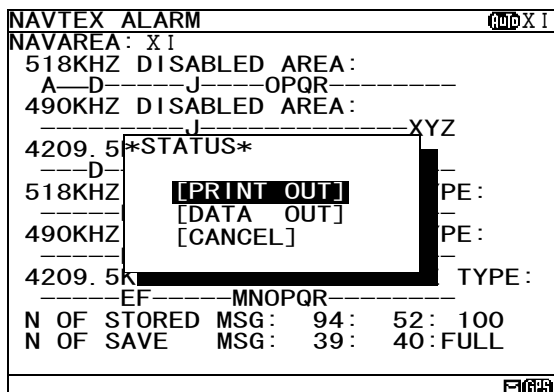 NAVTEX ALARM AUTO XI
NAVAREA: XI
518KHZ DISABLED AREA:
A——D-----J-----OPQR--------
490KHZ DISABLED AREA:
---------J--------------XYZ
4209.5
*STATUS*
---D-
518KHZ [PRINT OUT] PE:
[DATA OUT]
490KHZ [CANCEL] PE:
4209.5K TYPE:
-----EF-----MNOPQR--------
N OF STORED MSG: 94: 52: 100
N OF SAVE MSG: 39: 40:FULL